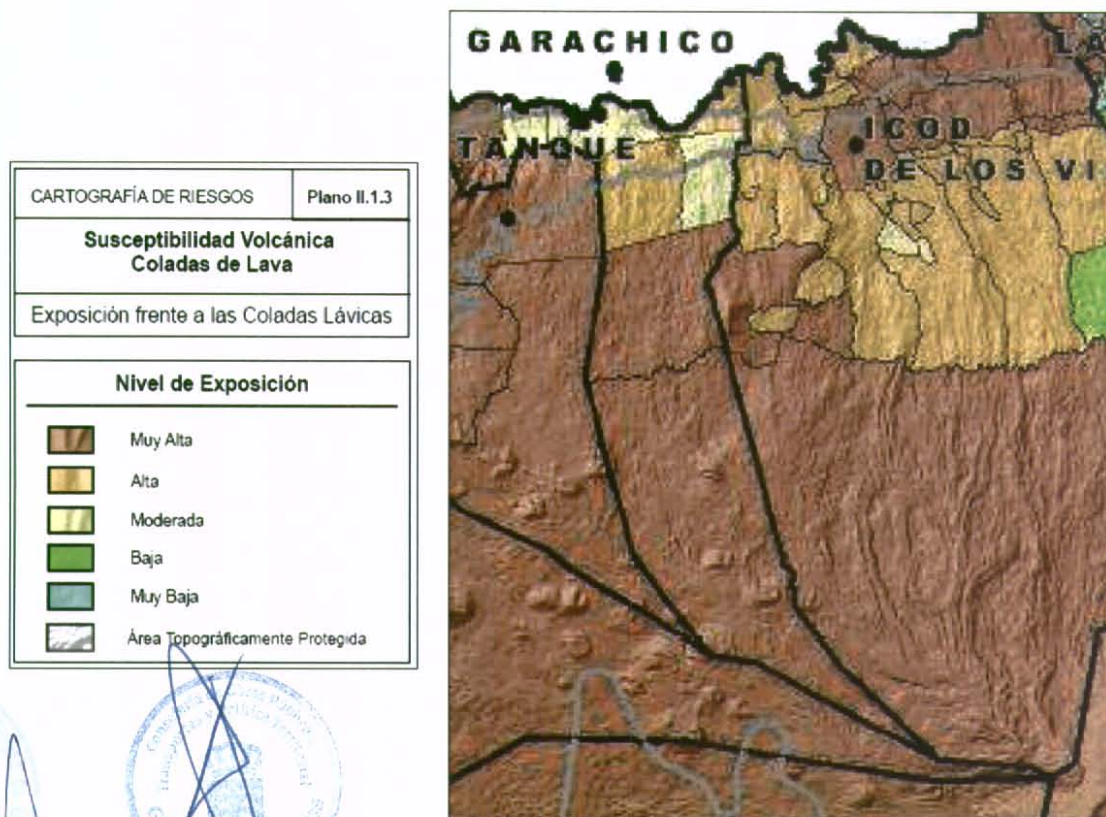 CARTOGRAFÍA DE RIESGOS
Plano II.1.3
Susceptibilidad Volcánica
Coladas de Lava
Exposición frente a las Coladas Lávicas
Nivel de Exposición
Muy Alta
Alta
Moderada
Baja
Muy Baja
Área Topográficamente Protegida
GARACHICO
LA
TANQUE
ICOD
DE LOS VI